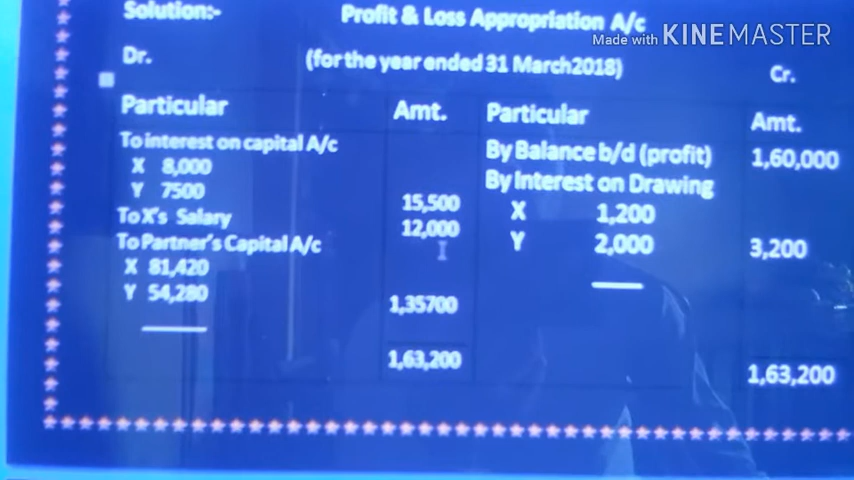 Solution:-
Profit & Loss Appropriation A/c
Made with KINEMASTER
Dr.
(for the year ended 31 March2018)
Cr.
Particular Amt. Particular Amt.
To interest on capital A/c
X 8,000
Y 7500
15,500
To X's Salary
12,000
To Partner's Capital A/c
X 81,420
Y 54,280
1,35700
1,63,200
By Balance b/d (profit) 1,60,000
By Interest on Drawing
X 1,200
Y 2,000 3,200
1,63,200